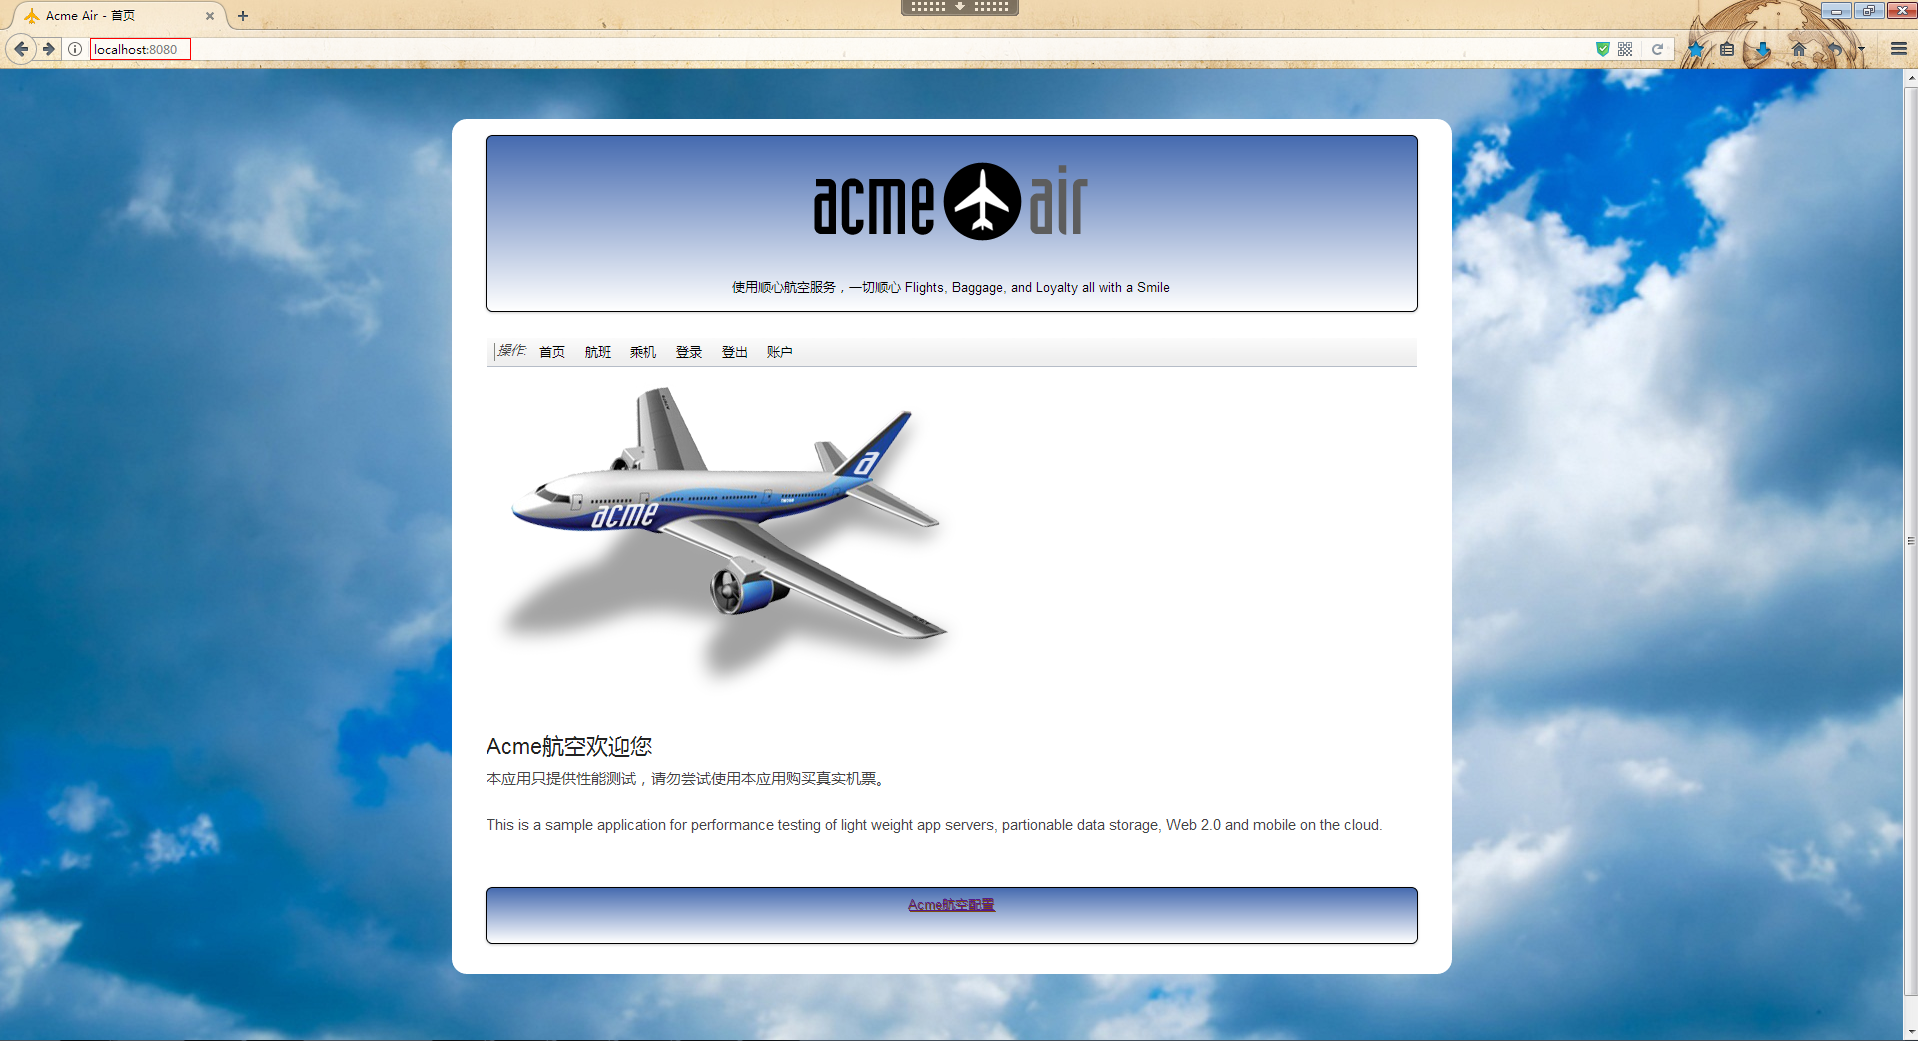 Acme Air - 首页
localhost:8080
acme air
使用顺心航空服务，一切顺心 Flights, Baggage, and Loyalty all with a Smile
操作: 首页 航班 乘机 登录 登出 账户
a
acme
Acme航空欢迎您
本应用只提供性能测试，请勿尝试使用本应用购买真实机票。
This is a sample application for performance testing of light weight app servers, partionable data storage, Web 2.0 and mobile on the cloud.
Acme航空配置